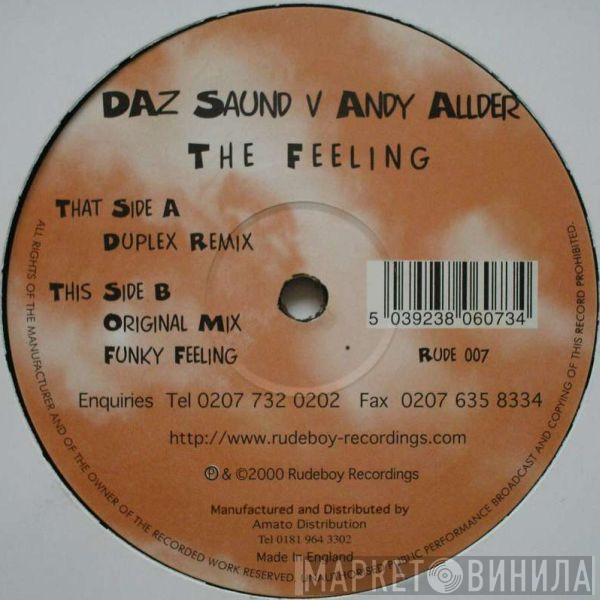 DAZ SAUND V ANDY ALLDER
THE FEELING
THAT SIDE A
DUPLEX REMIX
THIS SIDE B
ORIGINAL MIX
FUNKY FEELING
5 039238 060734
RUDE 007
Enquiries Tel 0207 732 0202 Fax 0207 635 8334
http://www.rudeboy-recordings.com
℗ & ©2000 Rudeboy Recordings
Manufactured and Distributed by
Amato Distribution
Tel 0181 964 3302
Made In England
ALL RIGHTS OF THE MANUFACTURER AND OF THE OWNER OF THE RECORDED WORK RESERVED. UNAUTHORISED PUBLIC PERFORMANCE BROADCAST AND COPYING OF THIS RECORD PROHIBITED.
МАРКЕТ ВИНИЛА